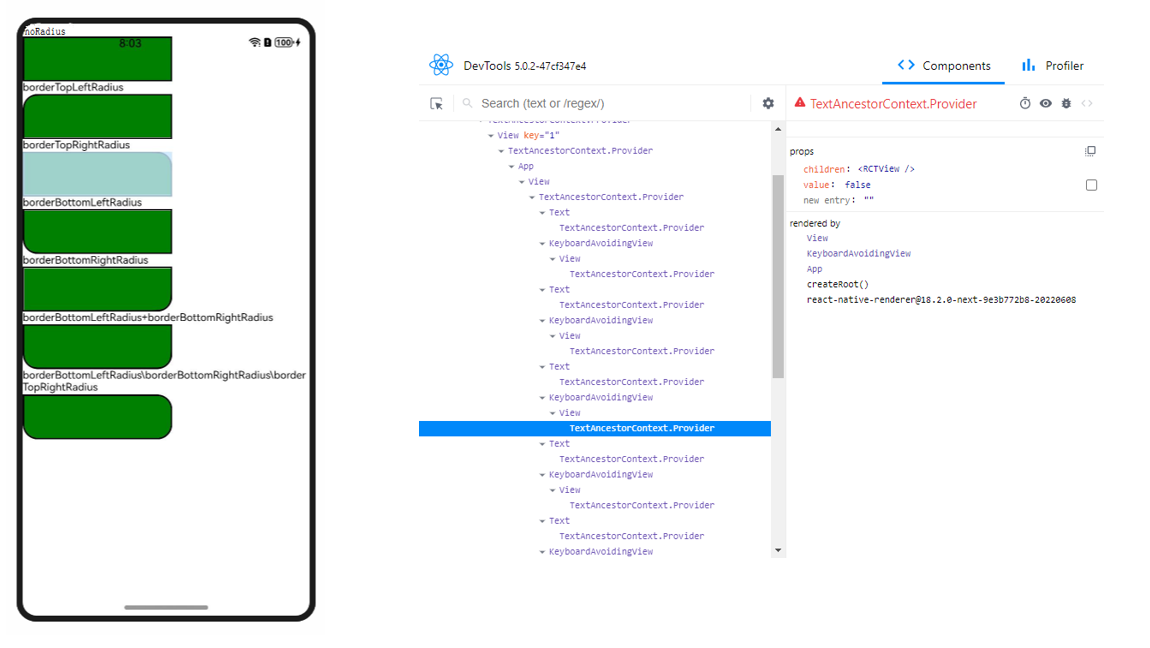 noRadius
8:03
100
borderTopLeftRadius
borderTopRightRadius
borderBottomLeftRadius
borderBottomRightRadius
borderBottomLeftRadius+borderBottomRightRadius
borderBottomLeftRadius\borderBottomRightRadius\border
TopRightRadius
DevTools 5.0.2-47cf347e4
Components
Profiler
Search (text or /regex/)
TextAncestorContext.Provider
View key="1"
TextAncestorContext.Provider
App
View
TextAncestorContext.Provider
Text
TextAncestorContext.Provider
KeyboardAvoidingView
View
TextAncestorContext.Provider
Text
TextAncestorContext.Provider
KeyboardAvoidingView
View
TextAncestorContext.Provider
Text
TextAncestorContext.Provider
KeyboardAvoidingView
View
TextAncestorContext.Provider
Text
TextAncestorContext.Provider
KeyboardAvoidingView
View
TextAncestorContext.Provider
Text
TextAncestorContext.Provider
KeyboardAvoidingView
TextAncestorContext.Provider
props
children: <RCTView />
value: false
new entry: ""
rendered by
View
KeyboardAvoidingView
App
createRoot()
react-native-renderer@18.2.0-next-9e3b772b8-20220608